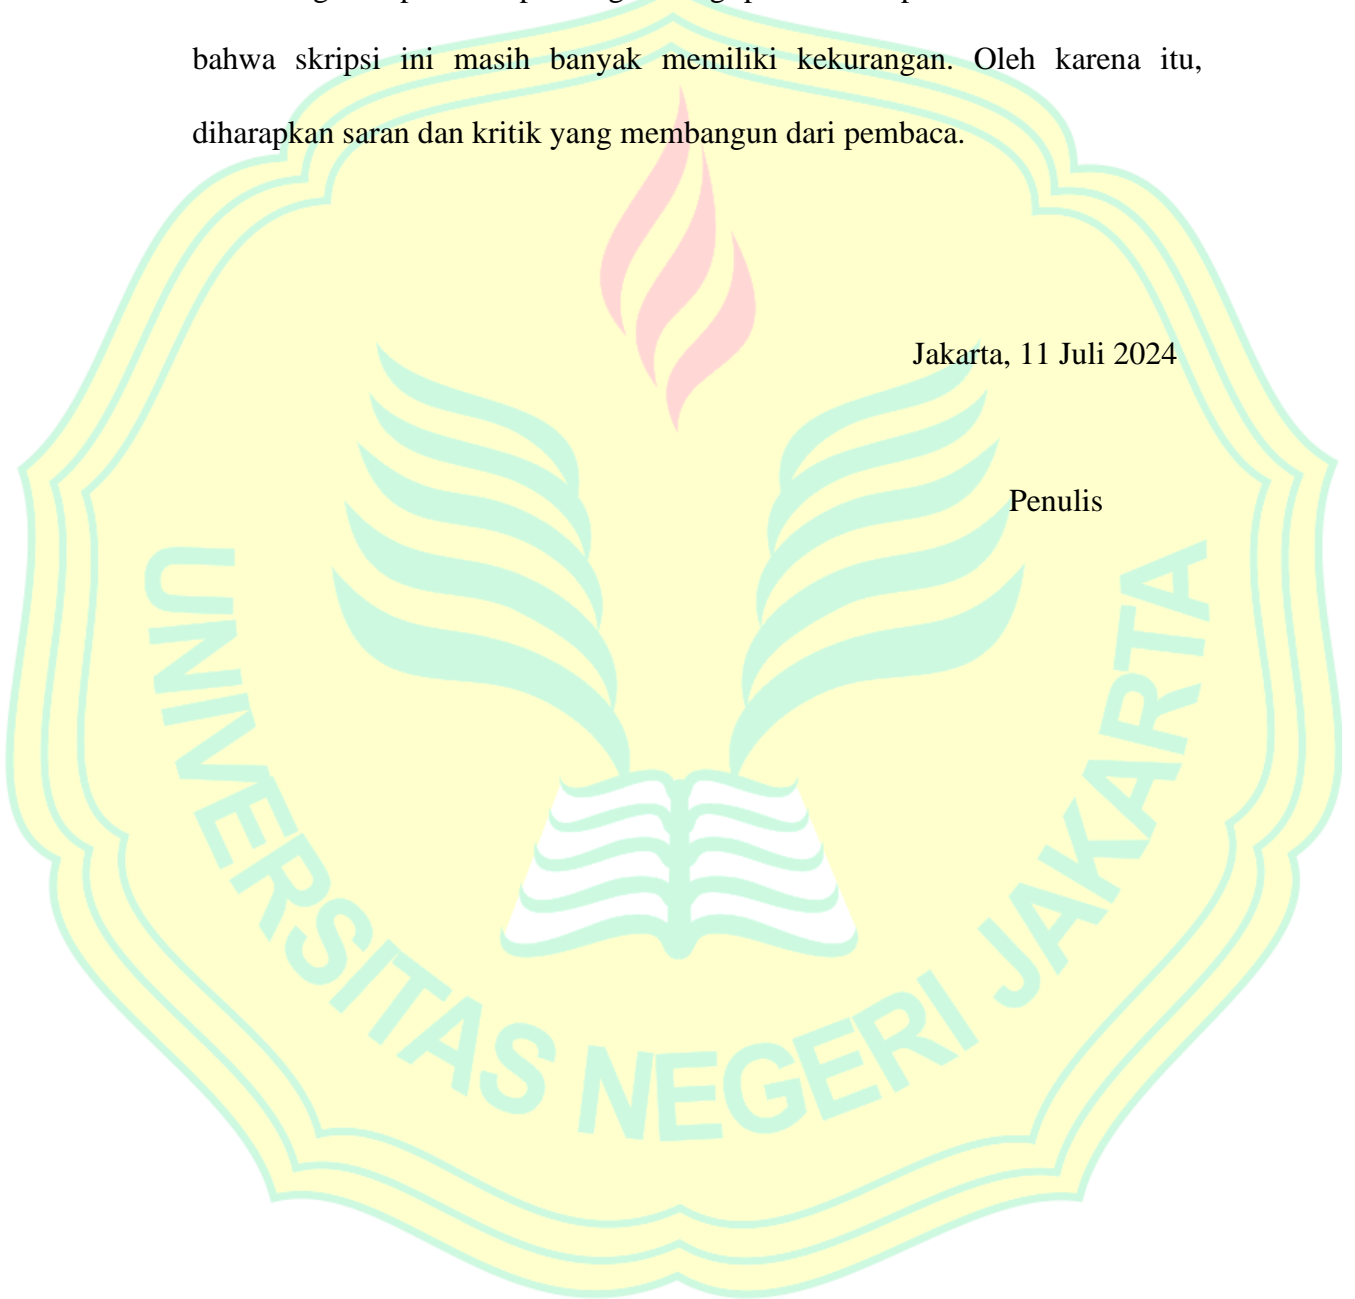 bahwa skripsi ini masih banyak memiliki kekurangan. Oleh karena itu,
diharapkan saran dan kritik yang membangun dari pembaca.
Jakarta, 11 Juli 2024
Penulis
UNIVERSITAS NEGERI JAKARTA